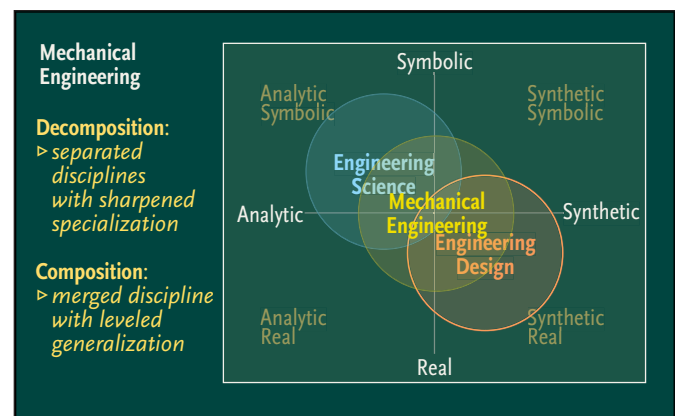 Mechanical
Engineering
Decomposition:
▹ separated
disciplines
with sharpened
specialization
Composition:
▹ merged discipline
with leveled
generalization
Symbolic
Analytic
Symbolic
Synthetic
Symbolic
Engineering
Science
Analytic
Mechanical
Engineering
Synthetic
Engineering
Design
Analytic
Real
Synthetic
Real
Real